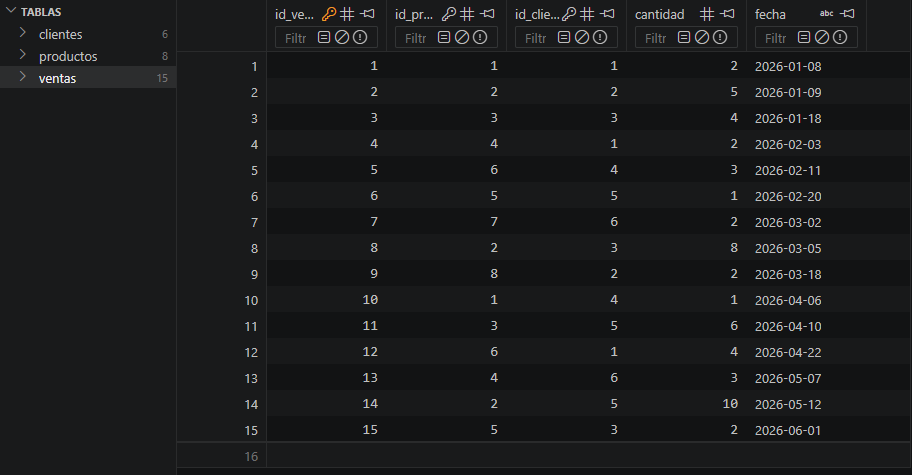 TABLAS
clientes 6
productos 8
ventas 15
id_ve... id_pr... id_clie... cantidad fecha abc
Filtr Filtr Filtr Filtr Filtr
1 1 1 1 2 2026-01-08
2 2 2 2 5 2026-01-09
3 3 3 3 4 2026-01-18
4 4 4 1 2 2026-02-03
5 5 6 4 3 2026-02-11
6 6 5 5 1 2026-02-20
7 7 7 6 2 2026-03-02
8 8 2 3 8 2026-03-05
9 9 8 2 2 2026-03-18
10 10 1 4 1 2026-04-06
11 11 3 5 6 2026-04-10
12 12 6 1 4 2026-04-22
13 13 4 6 3 2026-05-07
14 14 2 5 10 2026-05-12
15 15 5 3 2 2026-06-01
16